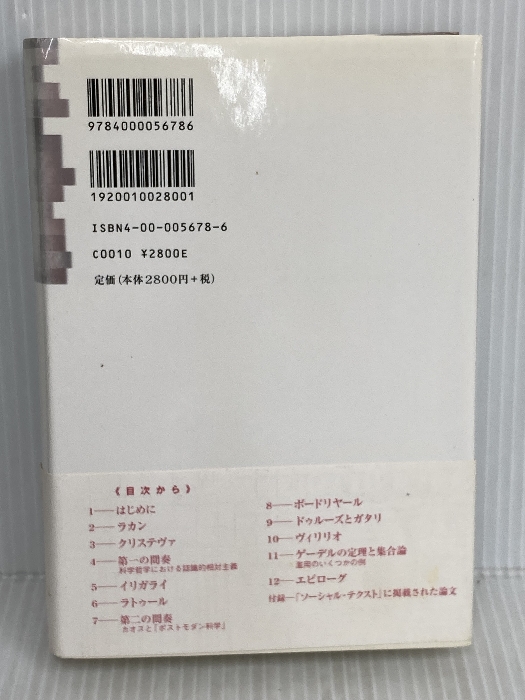 9784000056786
1920010028001
ISBN4-00-005678-6
C0010 ¥2800E
定価(本体2800円+税)
《目次から》
1──はじめに
2──ラカン
3──クリステヴァ
4──第一の間奏
科学哲学における認識的相対主義
5──イリガライ
6──ラトゥール
7──第二の間奏
カオスと「ポストモダン科学」
8──ボードリヤール
9──ドゥルーズとガタリ
10──ヴィリリオ
11──ゲーデルの定理と集合論
濫用のいくつかの例
12──エピローグ
付録──「ソーシャル・テクスト」に掲載された論文